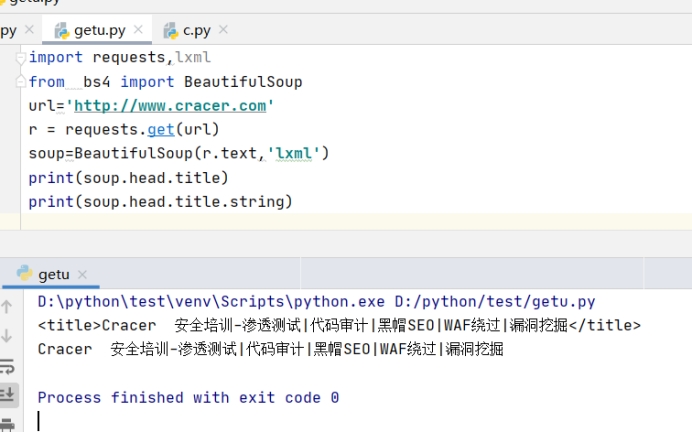 getu.py
py getu.py c.py
import requests,lxml
from  bs4 import BeautifulSoup
url='http://www.cracer.com'
r = requests.get(url)
soup=BeautifulSoup(r.text,'lxml')
print(soup.head.title)
print(soup.head.title.string)
getu
D:\python\test\venv\Scripts\python.exe D:/python/test/getu.py
<title>Cracer  安全培训-渗透测试|代码审计|黑帽SEO|WAF绕过|漏洞挖掘</title>
Cracer  安全培训-渗透测试|代码审计|黑帽SEO|WAF绕过|漏洞挖掘
Process finished with exit code 0